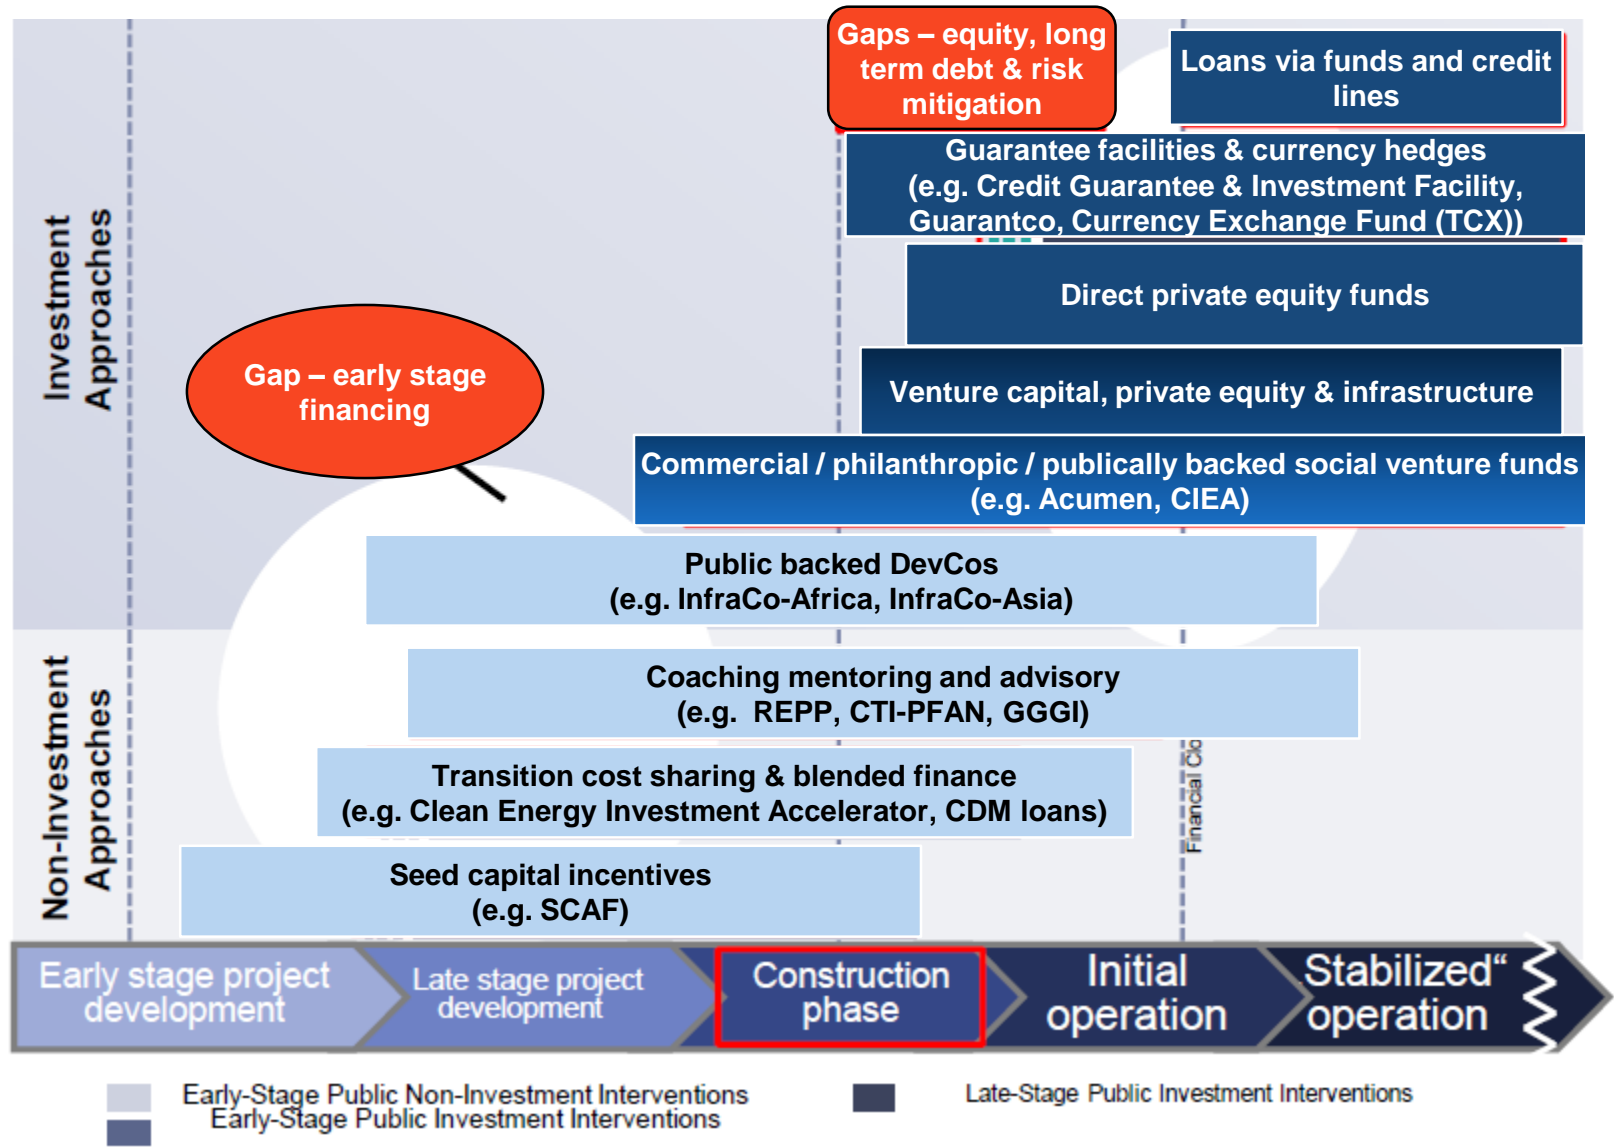 Gaps – equity, long
term debt & risk
mitigation
Loans via funds and credit
lines
Guarantee facilities & currency hedges
(e.g. Credit Guarantee & Investment Facility,
Guarantco, Currency Exchange Fund (TCX))
Direct private equity funds
Investment
Approaches
Gap – early stage
financing
Venture capital, private equity & infrastructure
Commercial / philanthropic / publically backed social venture funds
(e.g. Acumen, CIEA)
Public backed DevCos
(e.g. InfraCo-Africa, InfraCo-Asia)
Non-Investment
Approaches
Coaching mentoring and advisory
(e.g. REPP, CTI-PFAN, GGGI)
Financial Clo
Transition cost sharing & blended finance
(e.g. Clean Energy Investment Accelerator, CDM loans)
Seed capital incentives
(e.g. SCAF)
Early stage project
development
Late stage project
development
Construction
phase
Initial
operation
Stabilized“
operation
Early-Stage Public Non-Investment Interventions
Early-Stage Public Investment Interventions
Late-Stage Public Investment Interventions